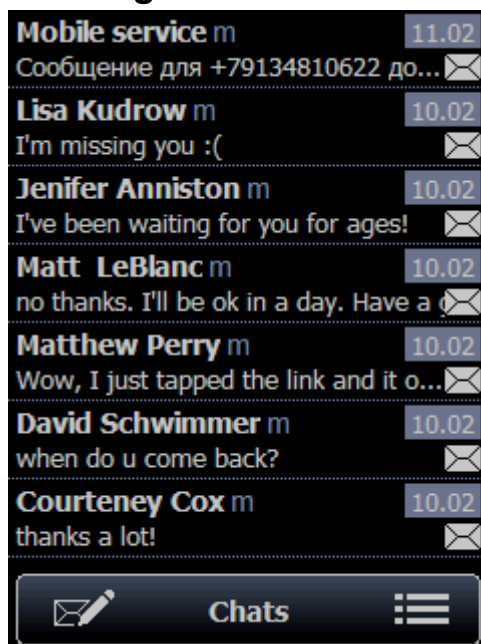 Mobile service m 11.02
Сообщение для +79134810622 до...
Lisa Kudrow m 10.02
I'm missing you :(
Jenifer Anniston m 10.02
I've been waiting for you for ages!
Matt LeBlanc m 10.02
no thanks. I'll be ok in a day. Have a
Matthew Perry m 10.02
Wow, I just tapped the link and it o...
David Schwimmer m 10.02
when do u come back?
Courteney Cox m 10.02
thanks a lot!
Chats